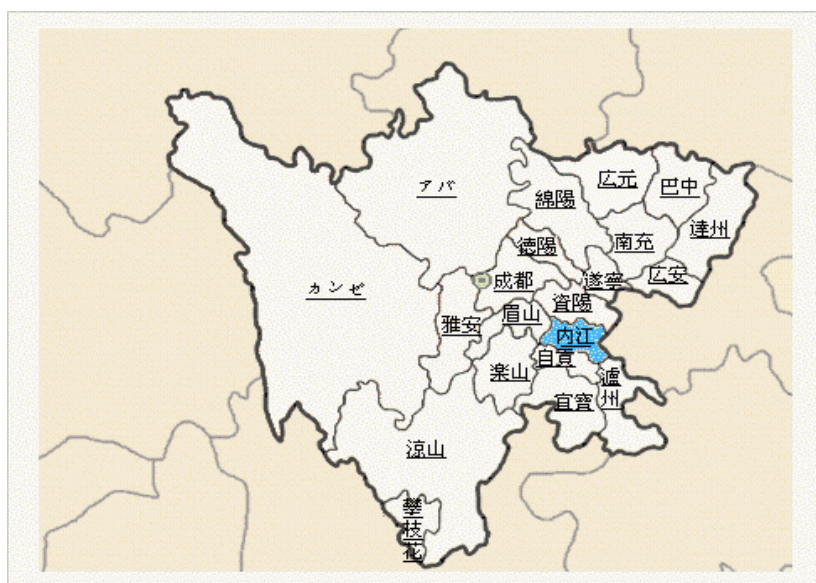 アバ
綿陽
広元
巴中
達州
徳陽
南充
カンゼ
成都
遂寧
広安
雅安
眉山
資陽
内江
楽山
自貢
瀘州
宜寶
涼山
攀枝花